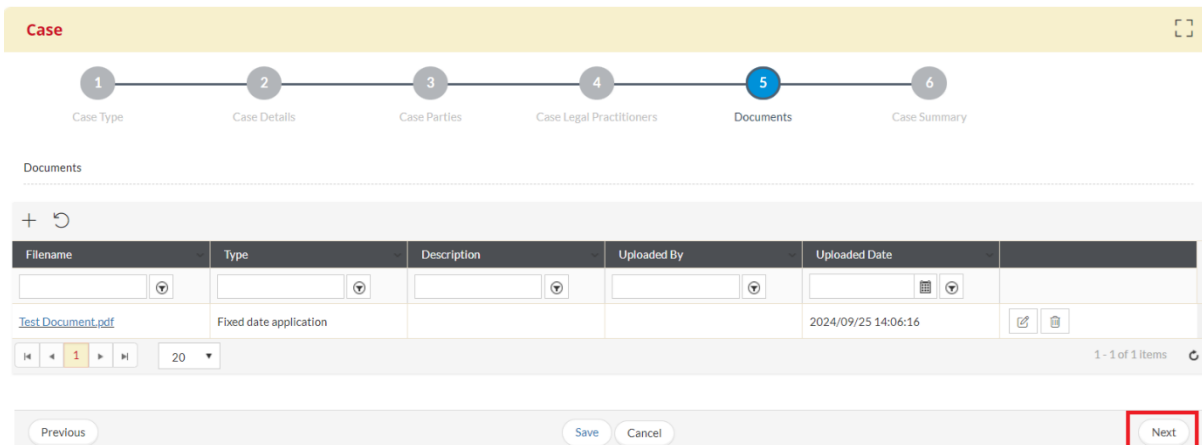 Case
1 2 3 4 5 6
Case Type Case Details Case Parties Case Legal Practitioners Documents Case Summary
Documents
Filename Type Description Uploaded By Uploaded Date
Test Document.pdf Fixed date application 2024/09/25 14:06:16
1 20 1 - 1 of 1 items
Previous Save Cancel Next